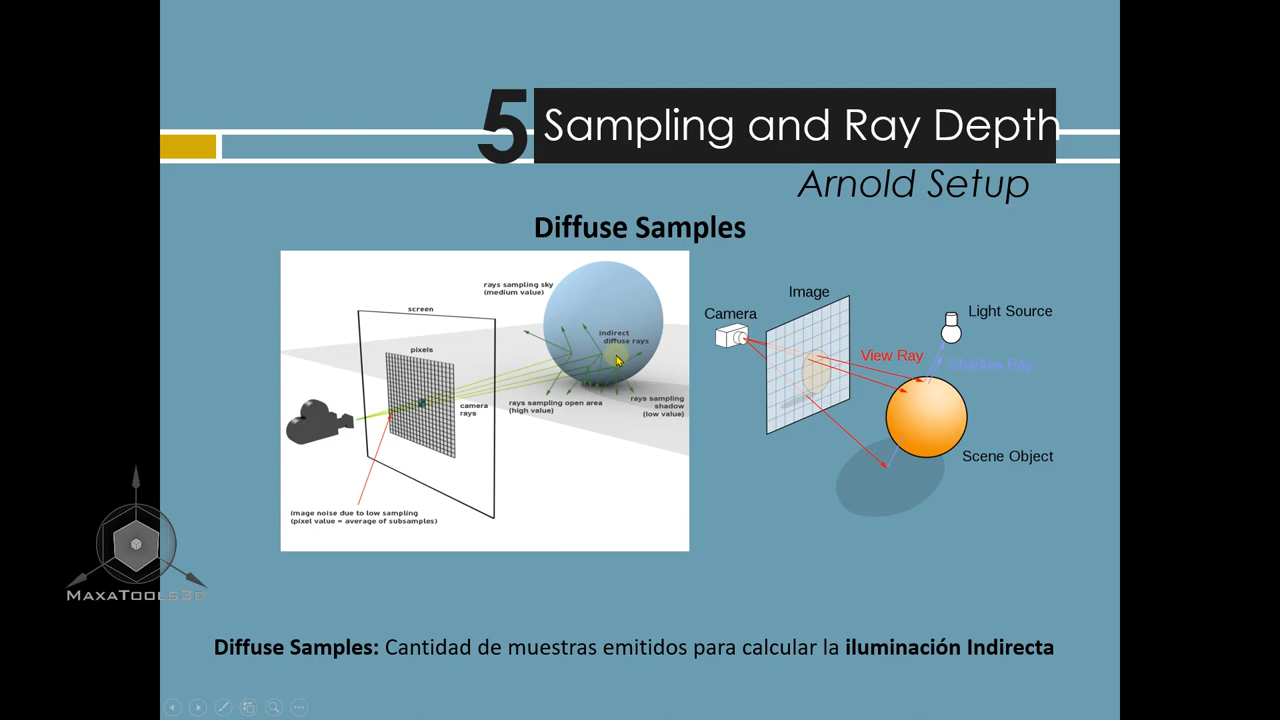 5 Sampling and Ray Depth
Arnold Setup
Diffuse Samples
rays sampling sky
(medium value)
screen
indirect
diffuse rays
pixels
camera
rays
rays sampling open area
(high value)
rays sampling
shadow
(low value)
image noise due to low sampling
(pixel value = average of subsamples)
Image
Camera
Light Source
View Ray
Shadow Ray
Scene Object
MaxaTools3D
Diffuse Samples: Cantidad de muestras emitidos para calcular la iluminación Indirecta